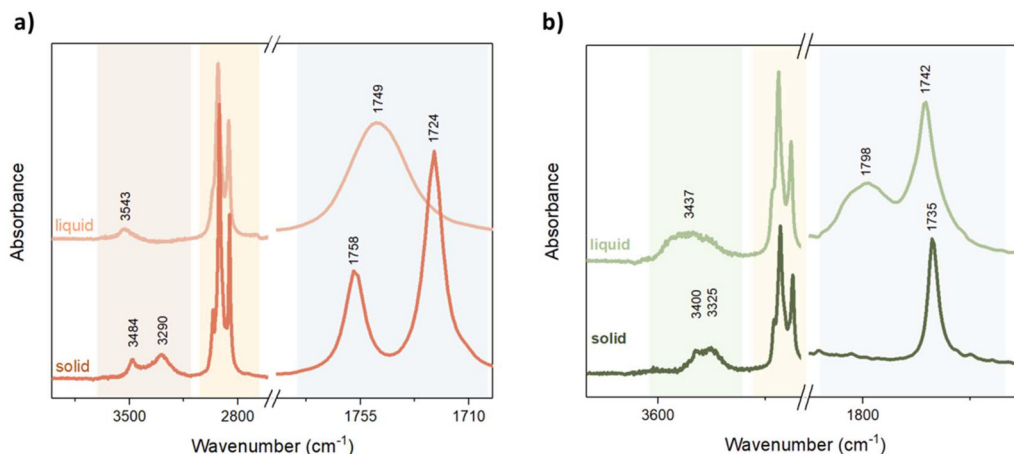 a)
Absorbance
1749
1724
3543
liquid
1758
3484
3290
solid
3500
2800
1755
1710
Wavenumber (cm⁻¹)
b)
Absorbance
1742
1798
3437
liquid
1735
3400
3325
solid
3600
1800
Wavenumber (cm⁻¹)